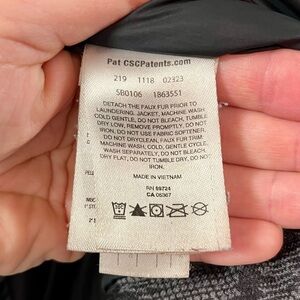 Pat CSCPatents.com
219 1118 02323
SB0106 1863551
DETACH THE FAUX FUR PRIOR TO
LAUNDERING. JACKET, MACHINE WASH
COLD GENTLE, DO NOT BLEACH, TUMBLE
DRY LOW, REMOVE PROMPTLY, DO NOT
IRON, DO NOT USE FABRIC SOFTENER,
DO NOT DRYCLEAN, FAUX FUR TRIM
MACHINE WASH, COLD, GENTLE CYCLE.
WASH SEPARATELY, DO NOT BLEACH.
DRY FLAT, DO NOT TUMBLE DRY, DO NOT
IRON.
MADE IN VIETNAM
RN 59724
CA 05367